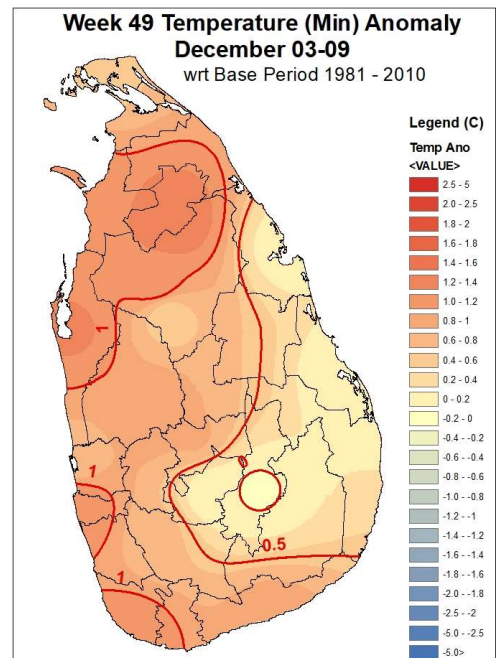 Week 49 Temperature (Min) Anomaly
December 03-09
wrt Base Period 1981 - 2010
Legend (C)
Temp Ano
<VALUE>
2.5 - 5
2.0 - 2.5
1.8 - 2
1.6 - 1.8
1.4 - 1.6
1.2 - 1.4
1.0 - 1.2
0.8 - 1
0.6 - 0.8
0.4 - 0.6
0.2 - 0.4
0 - 0.2
-0.2 - 0
-0.4 - -0.2
-0.6 - -0.4
-0.8 - -0.6
-1.0 - -0.8
-1.2 - -1
-1.4 - -1.2
-1.6 - -1.4
-1.8 - -1.6
-2.0 - -1.8
-2.5 - -2
-5.0 - -2.5
-5.0>
1
1
0
0.5
1